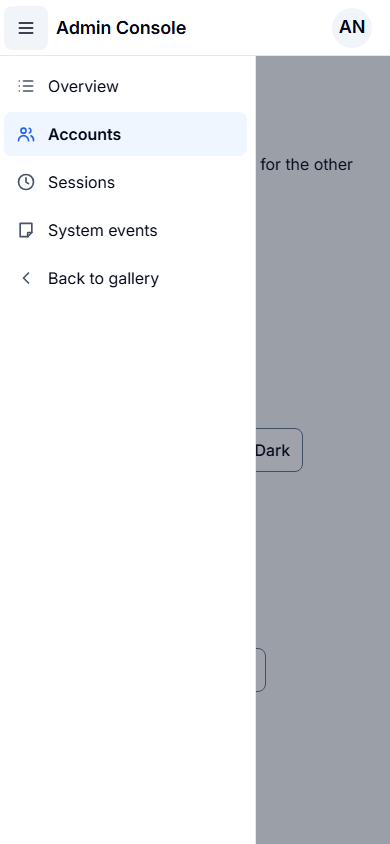 Admin Console
AN
Overview
Accounts
for the other
Sessions
System events
Back to gallery
Dark